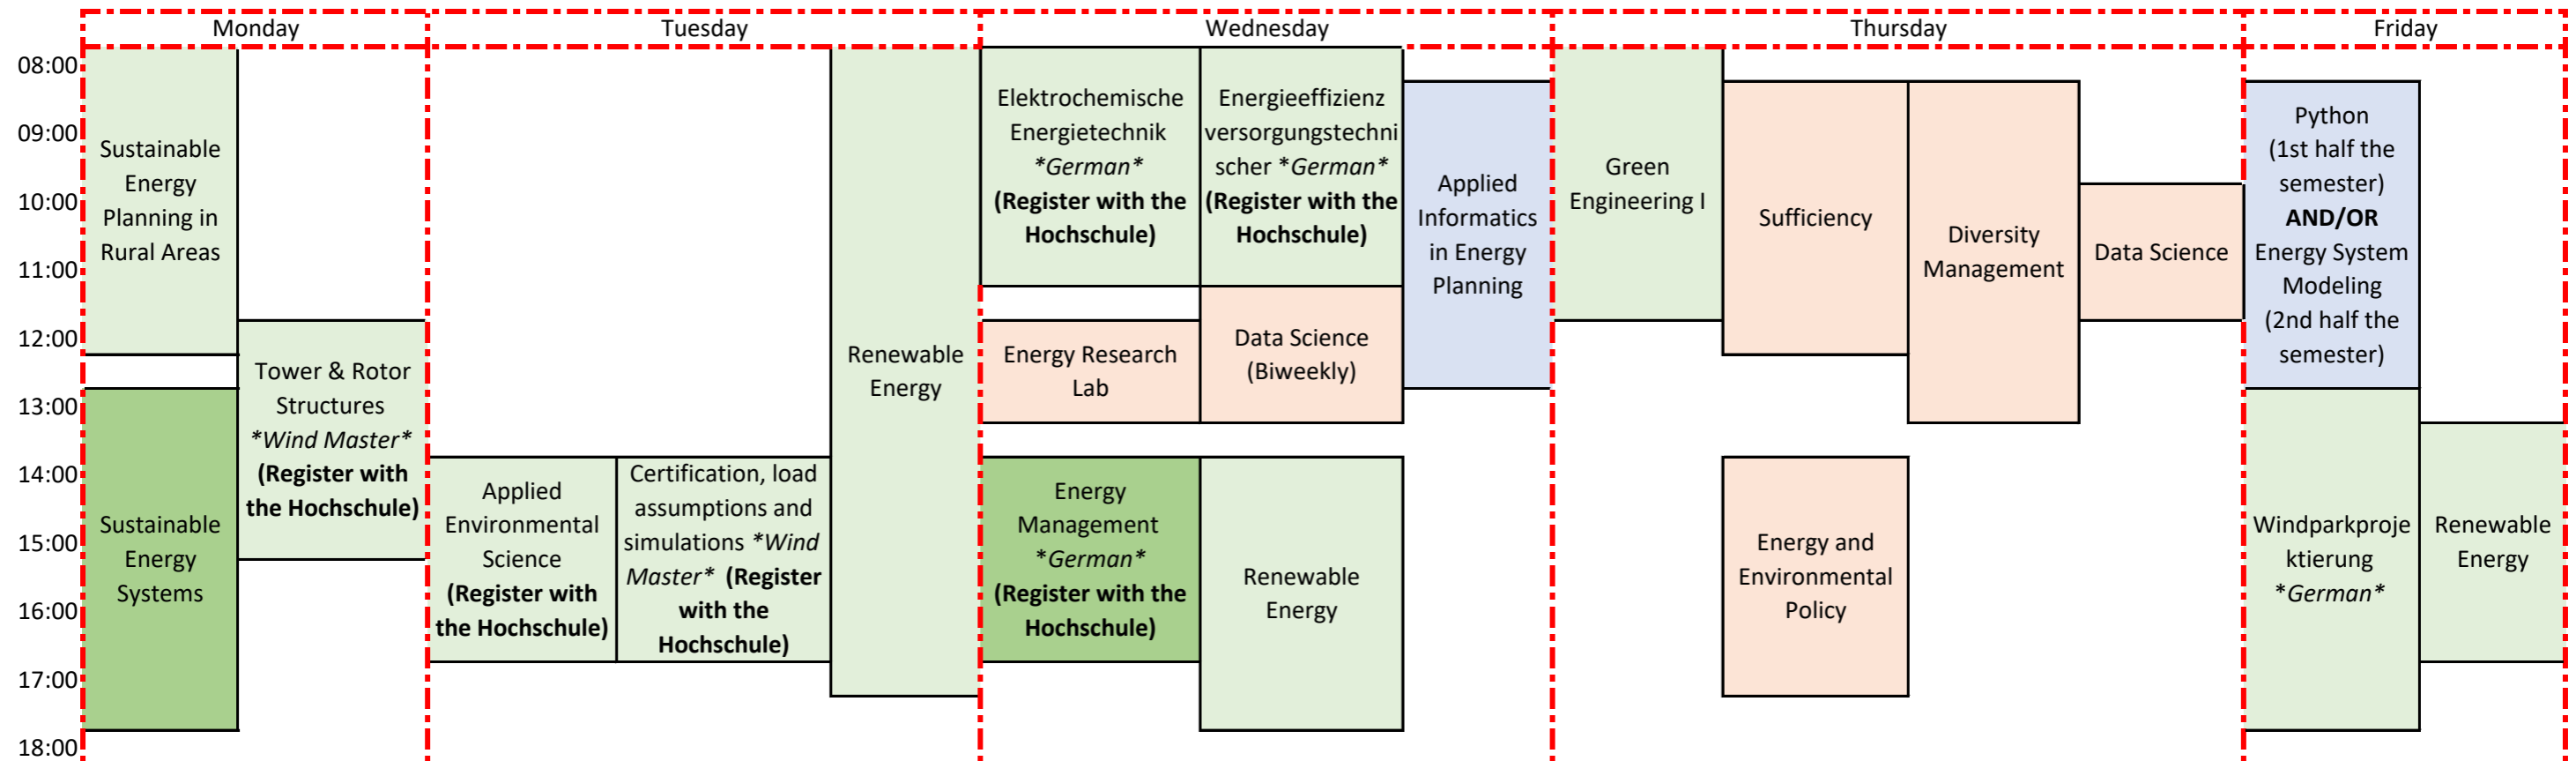 Monday
Tuesday
Wednesday
Thursday
Friday
08:00
09:00
10:00
11:00
12:00
13:00
14:00
15:00
16:00
17:00
18:00
Sustainable
Energy
Planning in
Rural Areas
Sustainable
Energy
Systems
Tower & Rotor
Structures
*Wind Master*
(Register with
the Hochschule)
Applied
Environmental
Science
(Register with
the Hochschule)
Certification, load
assumptions and
simulations *Wind
Master* (Register
with the
Hochschule)
Renewable
Energy
Elektrochemische
Energietechnik
*German*
(Register with the
Hochschule)
Energy Research
Lab
Energy
Management
*German*
(Register with the
Hochschule)
Energieeffizienz
versorgungstechni
scher *German*
(Register with the
Hochschule)
Data Science
(Biweekly)
Renewable
Energy
Applied
Informatics
in Energy
Planning
Green
Engineering I
Sufficiency
Energy and
Environmental
Policy
Diversity
Management
Data Science
Python
(1st half the
semester)
AND/OR
Energy System
Modeling
(2nd half the
semester)
Windparkproje
ktierung
*German*
Renewable
Energy